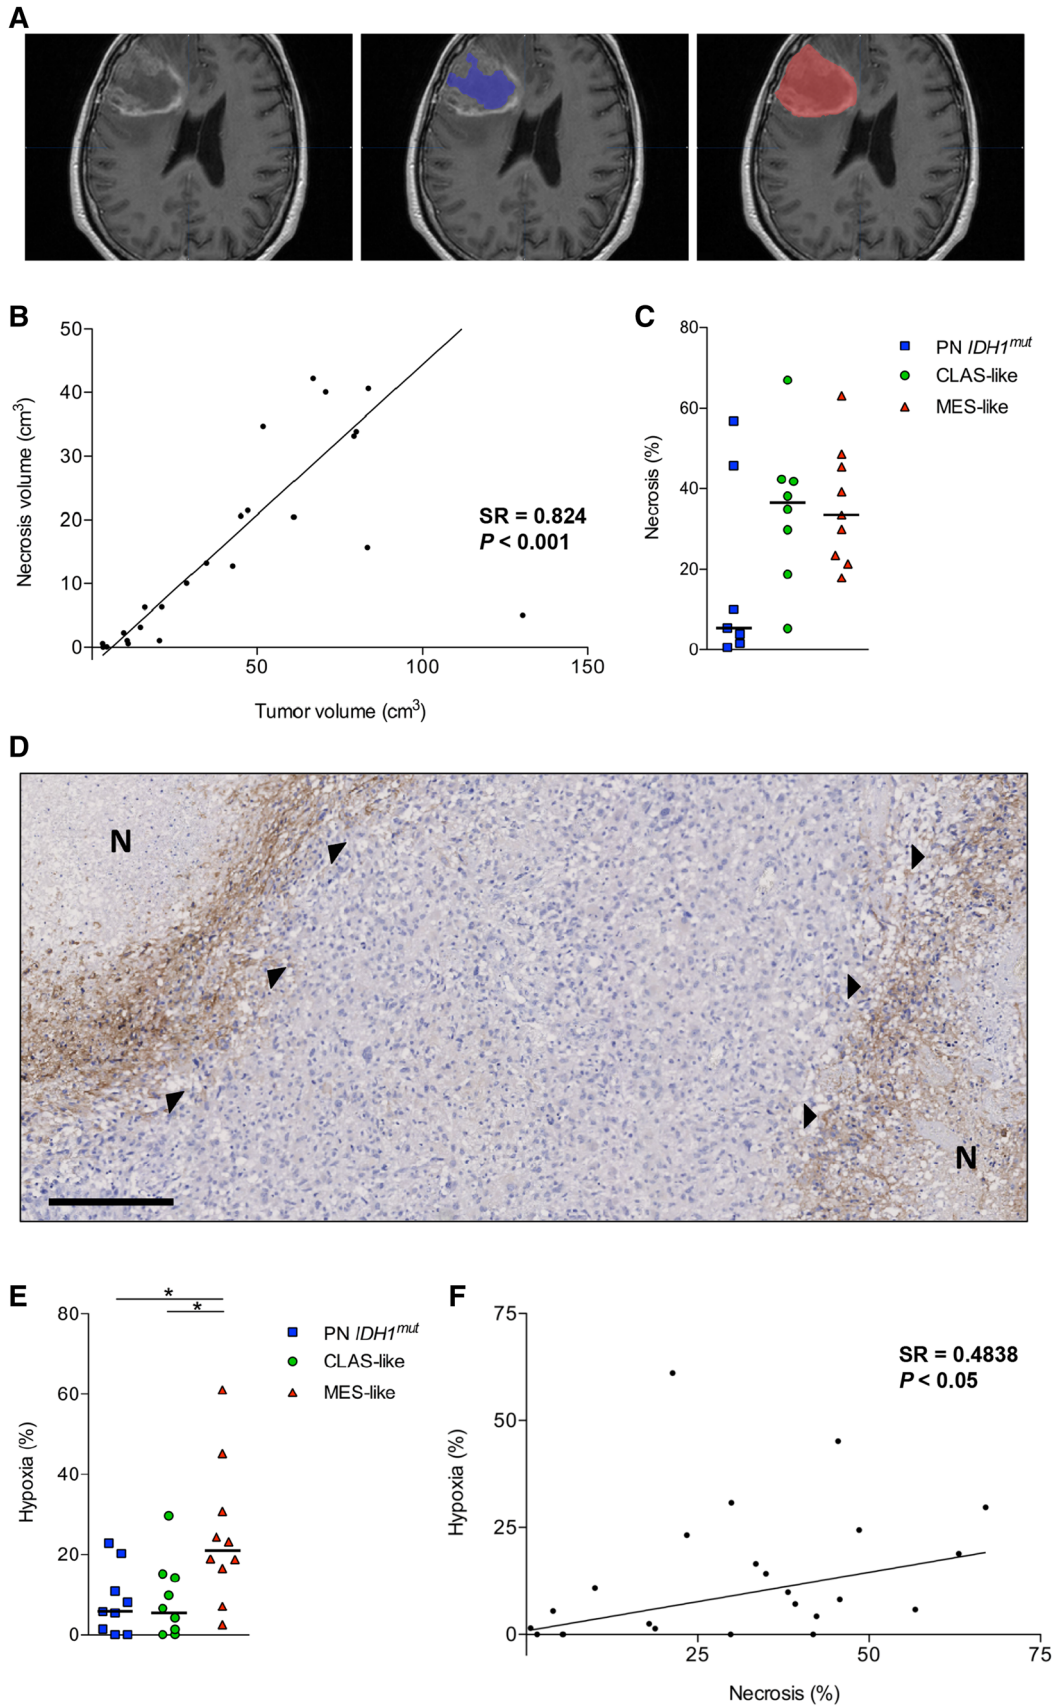 A
B
50
40
30
20
10
0
50
100
150
Necrosis volume (cm³)
Tumor volume (cm³)
SR = 0.824
P < 0.001
C
80
60
40
20
0
Necrosis (%)
PN IDH1mut
CLAS-like
MES-like
D
N
N
E
* 
*
80
60
40
20
0
Hypoxia (%)
PN IDH1mut
CLAS-like
MES-like
F
75
50
25
0
25
50
75
Hypoxia (%)
Necrosis (%)
SR = 0.4838
P < 0.05